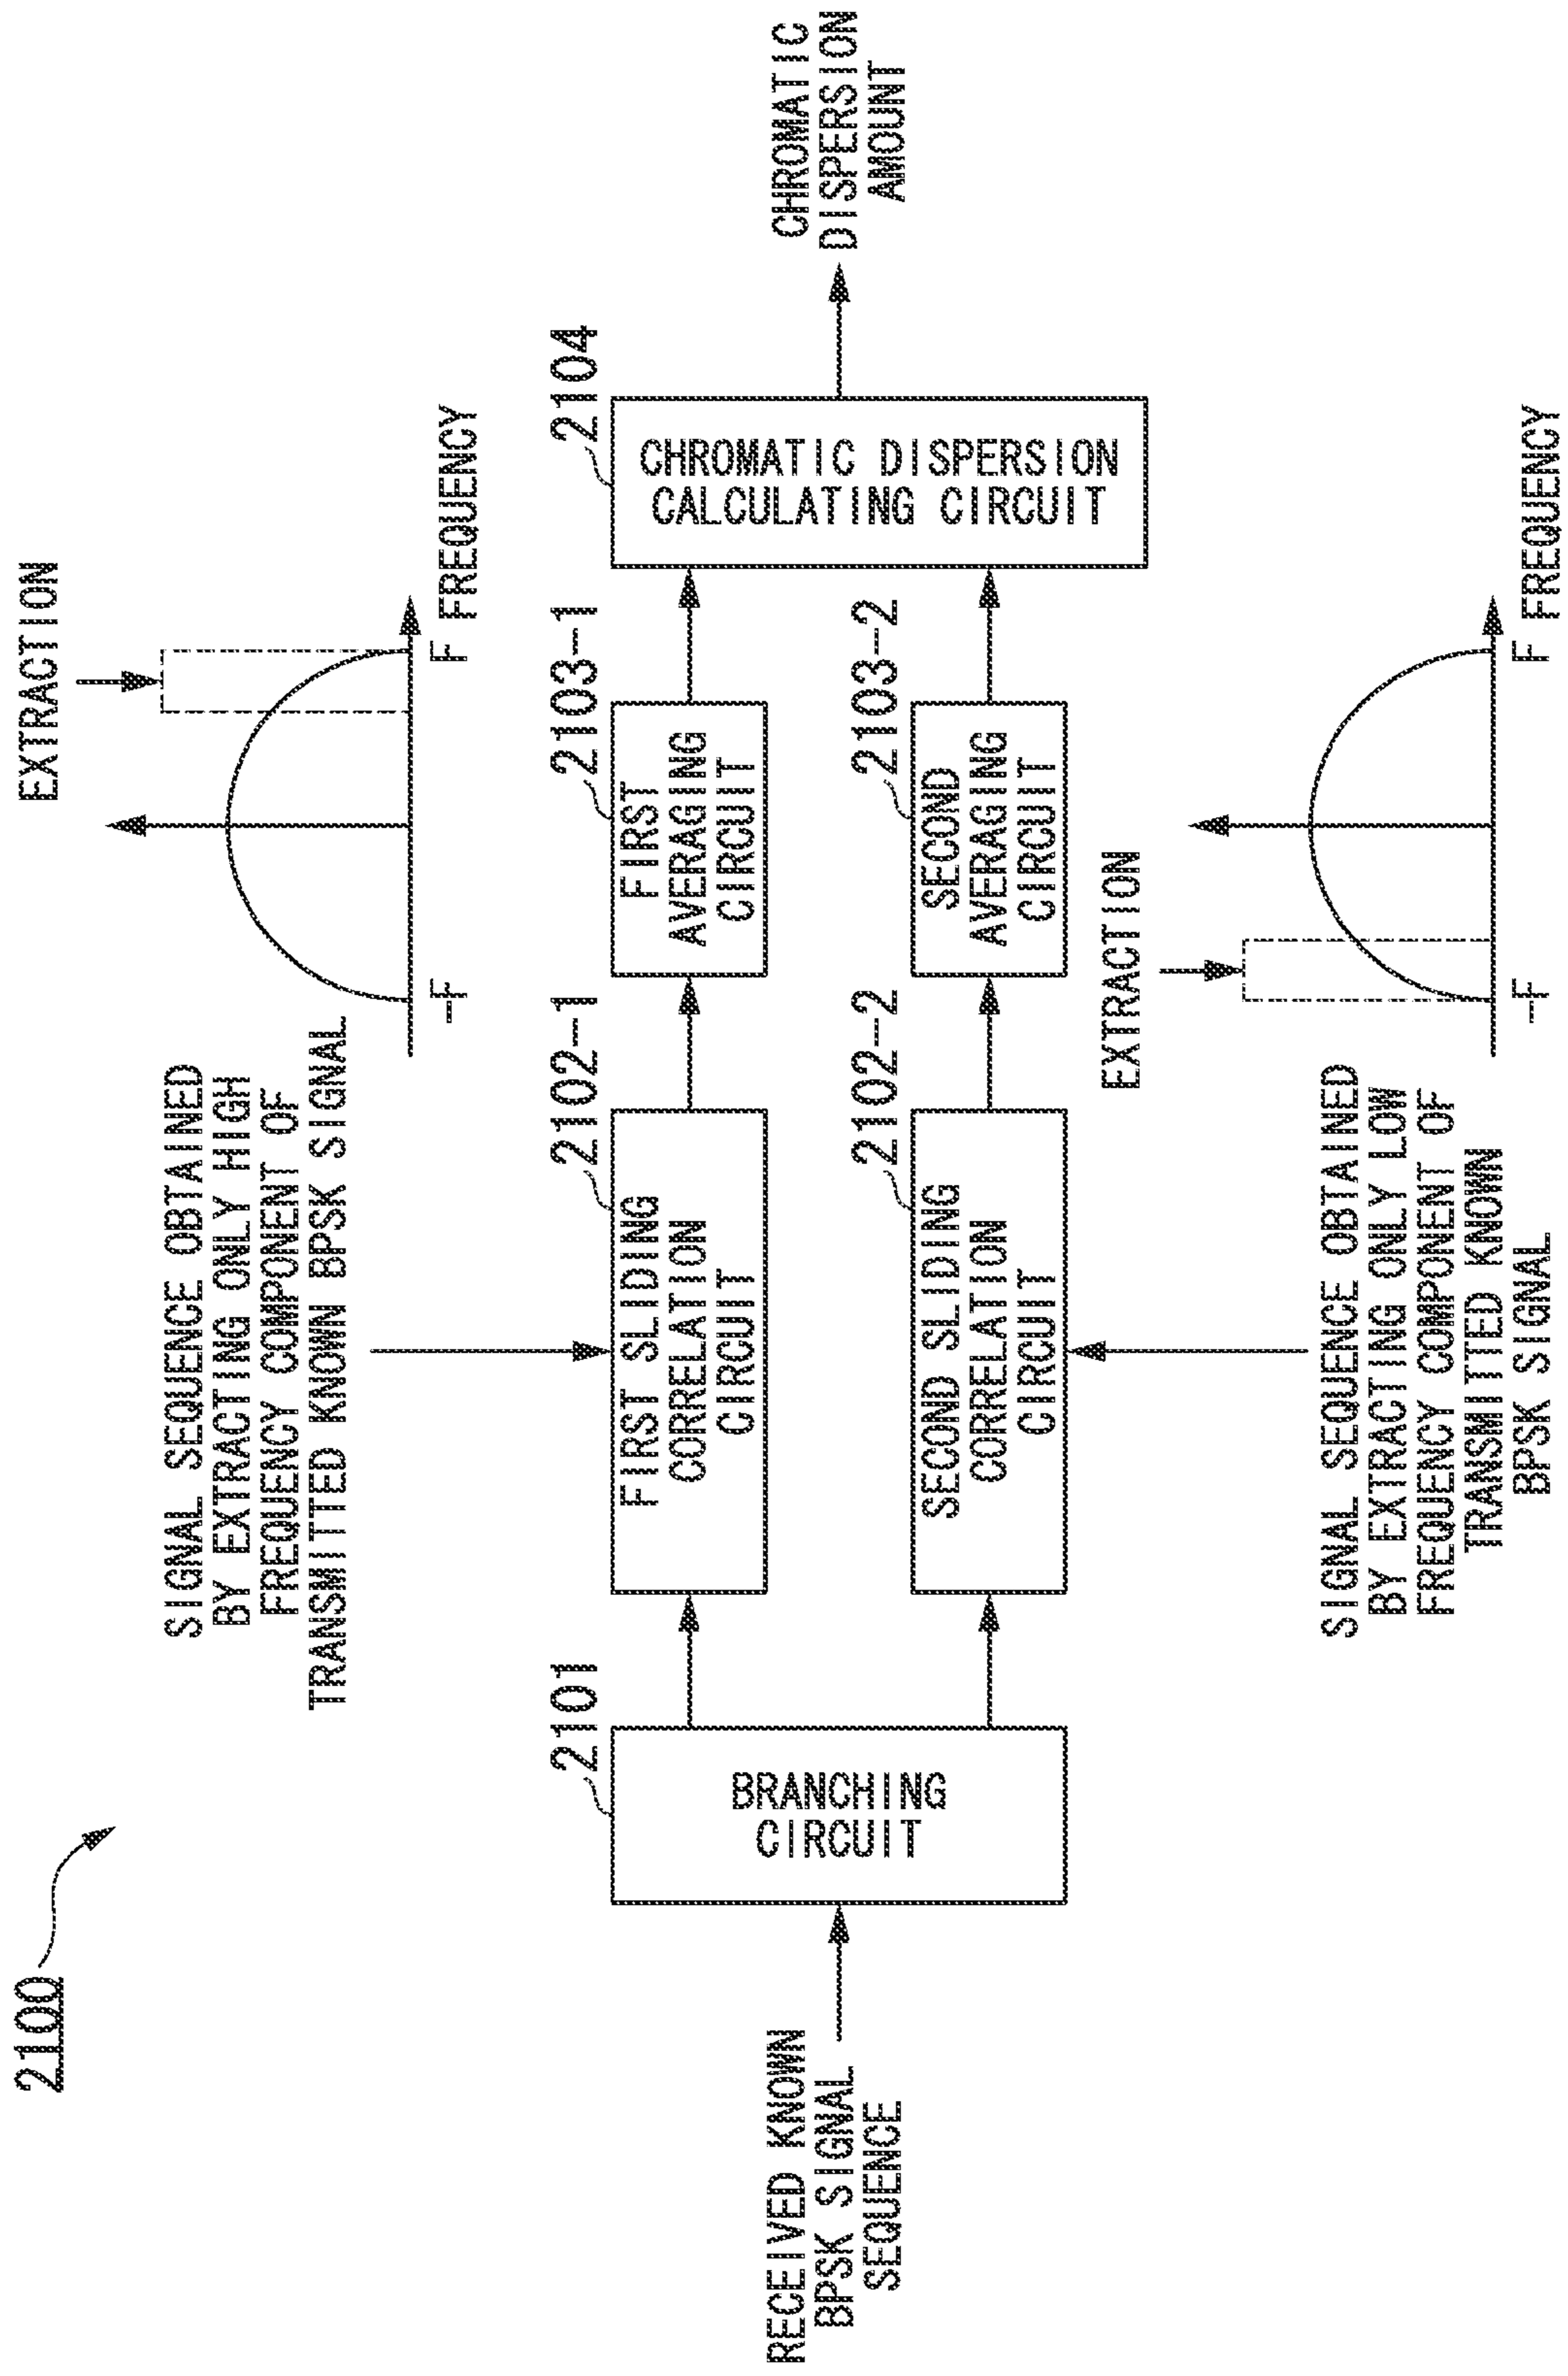 2100
SIGNAL SEQUENCE OBTAINED
BY EXTRACTING ONLY HIGH
FREQUENCY COMPONENT OF
TRANSMITTED KNOWN BPSK SIGNAL
EXTRACTION
-F
F
FREQUENCY
RECEIVED KNOWN
BPSK SIGNAL
SEQUENCE
2101
BRANCHING
CIRCUIT
2102-1
FIRST SLIDING
CORRELATION
CIRCUIT
2103-1
FIRST
AVERAGING
CIRCUIT
2104
CHROMATIC DISPERSION
CALCULATING CIRCUIT
CHROMATIC
DISPERSION
AMOUNT
2102-2
SECOND SLIDING
CORRELATION
CIRCUIT
2103-2
SECOND
AVERAGING
CIRCUIT
SIGNAL SEQUENCE OBTAINED
BY EXTRACTING ONLY LOW
FREQUENCY COMPONENT OF
TRANSMITTED KNOWN
BPSK SIGNAL
EXTRACTION
-F
F
FREQUENCY